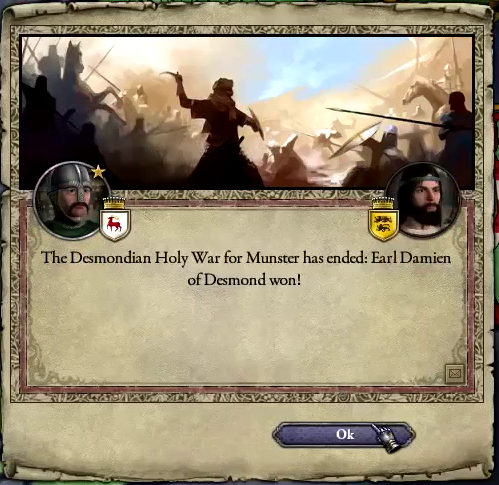 The Desmondian Holy War for Munster has ended: Earl Damien
of Desmond won!
Ok